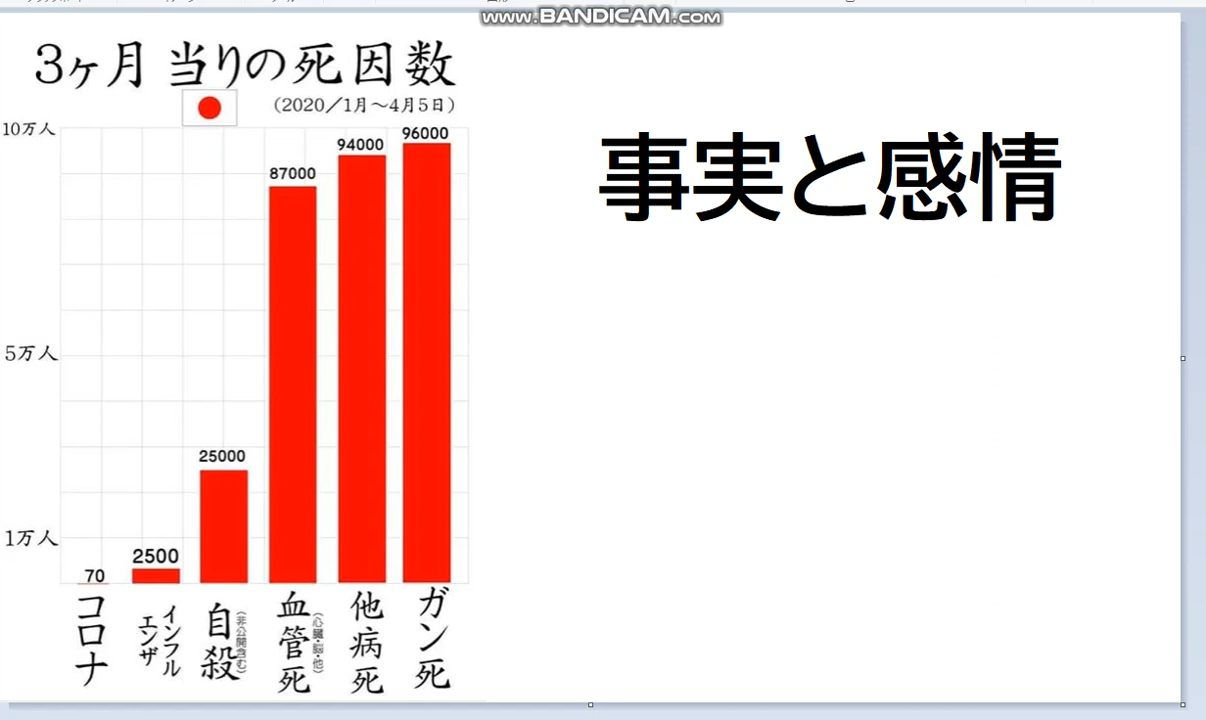 www.BANDICAM.com
3ヶ月 当りの死因数
(2020/1月〜4月5日)
事実と感情
10万人
5万人
1万人
70
2500
25000
87000
94000
96000
コロナ
インフル
エンザ
自殺
(非公開含む)
血管死
(心臓・脳・他)
他病死
ガン死